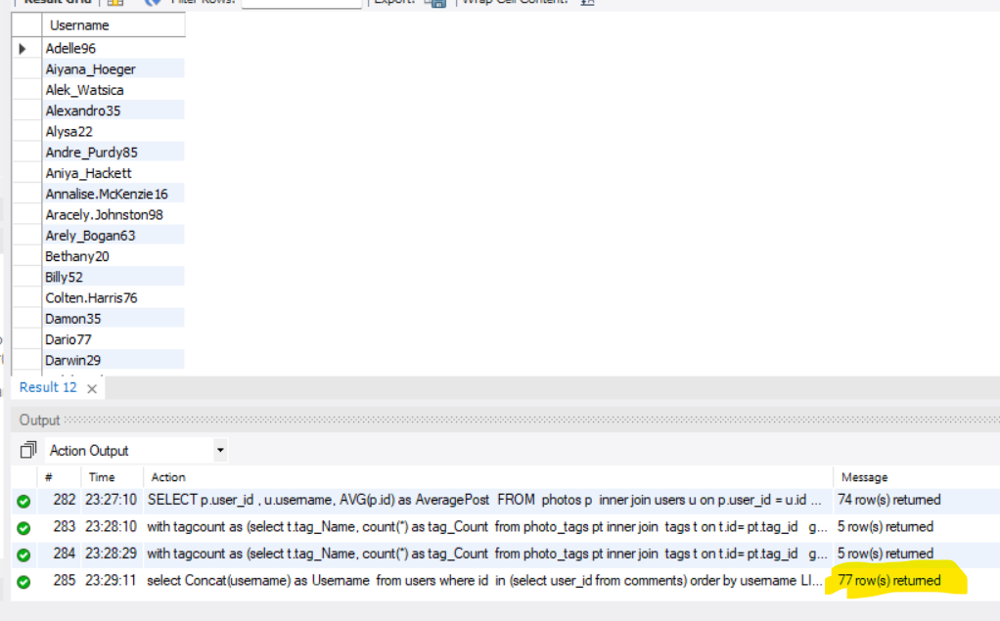 Result Grid Filter Rows: Export: Wrap Cell Content:
Username
Adelle96
Aiyana_Hoeger
Alek_Watsica
Alexandro35
Alysa22
Andre_Purdy85
Aniya_Hackett
Annalise.McKenzie16
Aracely.Johnston98
Arely_Bogan63
Bethany20
Billy52
Colten.Harris76
Damon35
Dario77
Darwin29
Result 12
Output
Action Output
# Time Action Message
282 23:27:10 SELECT p.user_id , u.username, AVG(p.id) as AveragePost FROM photos p inner join users u on p.user_id = u.id ... 74 row(s) returned
283 23:28:10 with tagcount as (select t.tag_Name, count(*) as tag_Count from photo_tags pt inner join tags t on t.id= pt.tag_id g... 5 row(s) returned
284 23:28:29 with tagcount as (select t.tag_Name, count(*) as tag_Count from photo_tags pt inner join tags t on t.id= pt.tag_id g... 5 row(s) returned
285 23:29:11 select Concat(username) as Username from users where id in (select user_id from comments) order by username LI... 77 row(s) returned